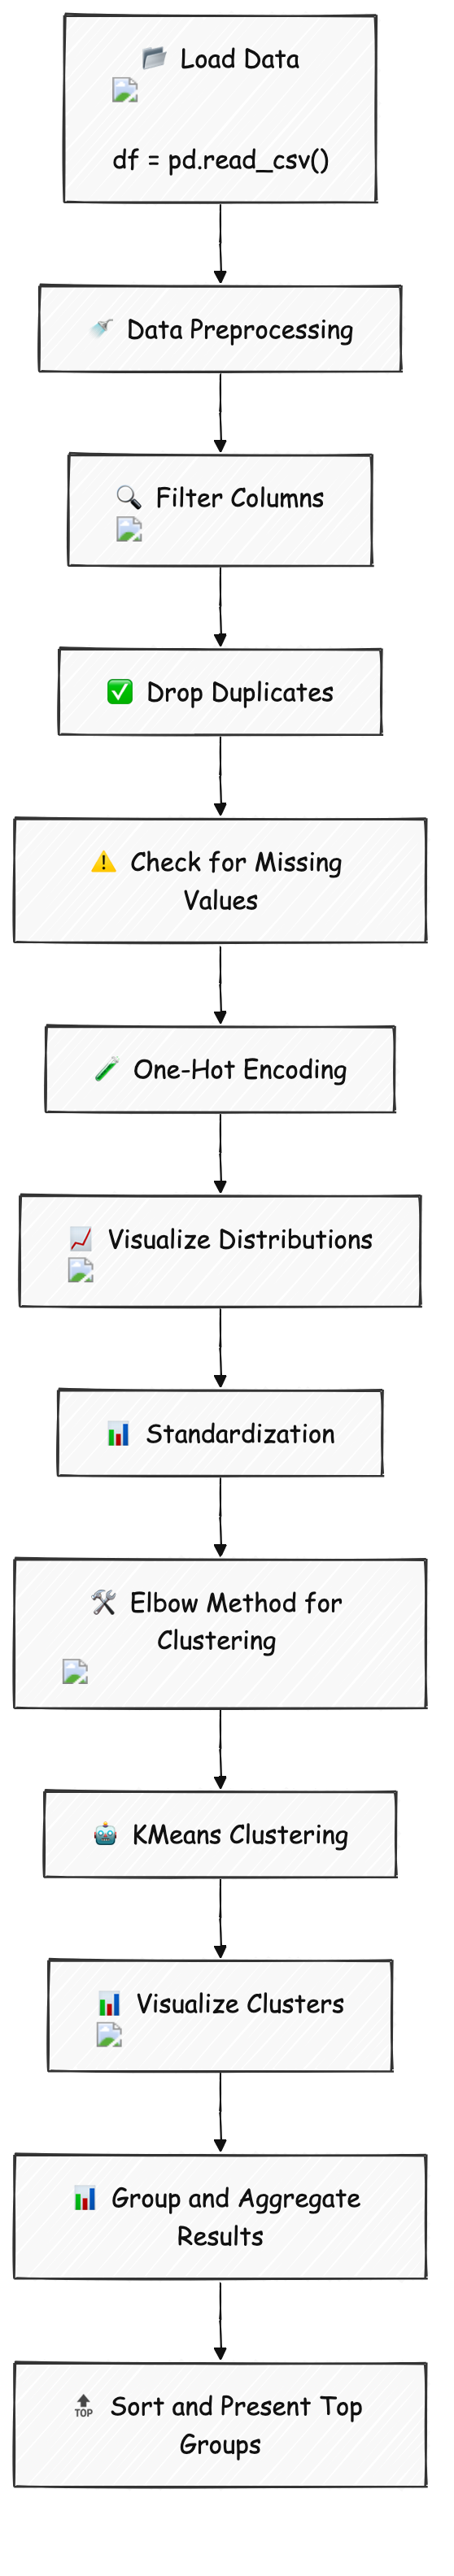 Load Data
df = pd.read_csv()
Data Preprocessing
Filter Columns
Drop Duplicates
Check for Missing
Values
One-Hot Encoding
Visualize Distributions
Standardization
Elbow Method for
Clustering
KMeans Clustering
Visualize Clusters
Group and Aggregate
Results
TOP Sort and Present Top
Groups